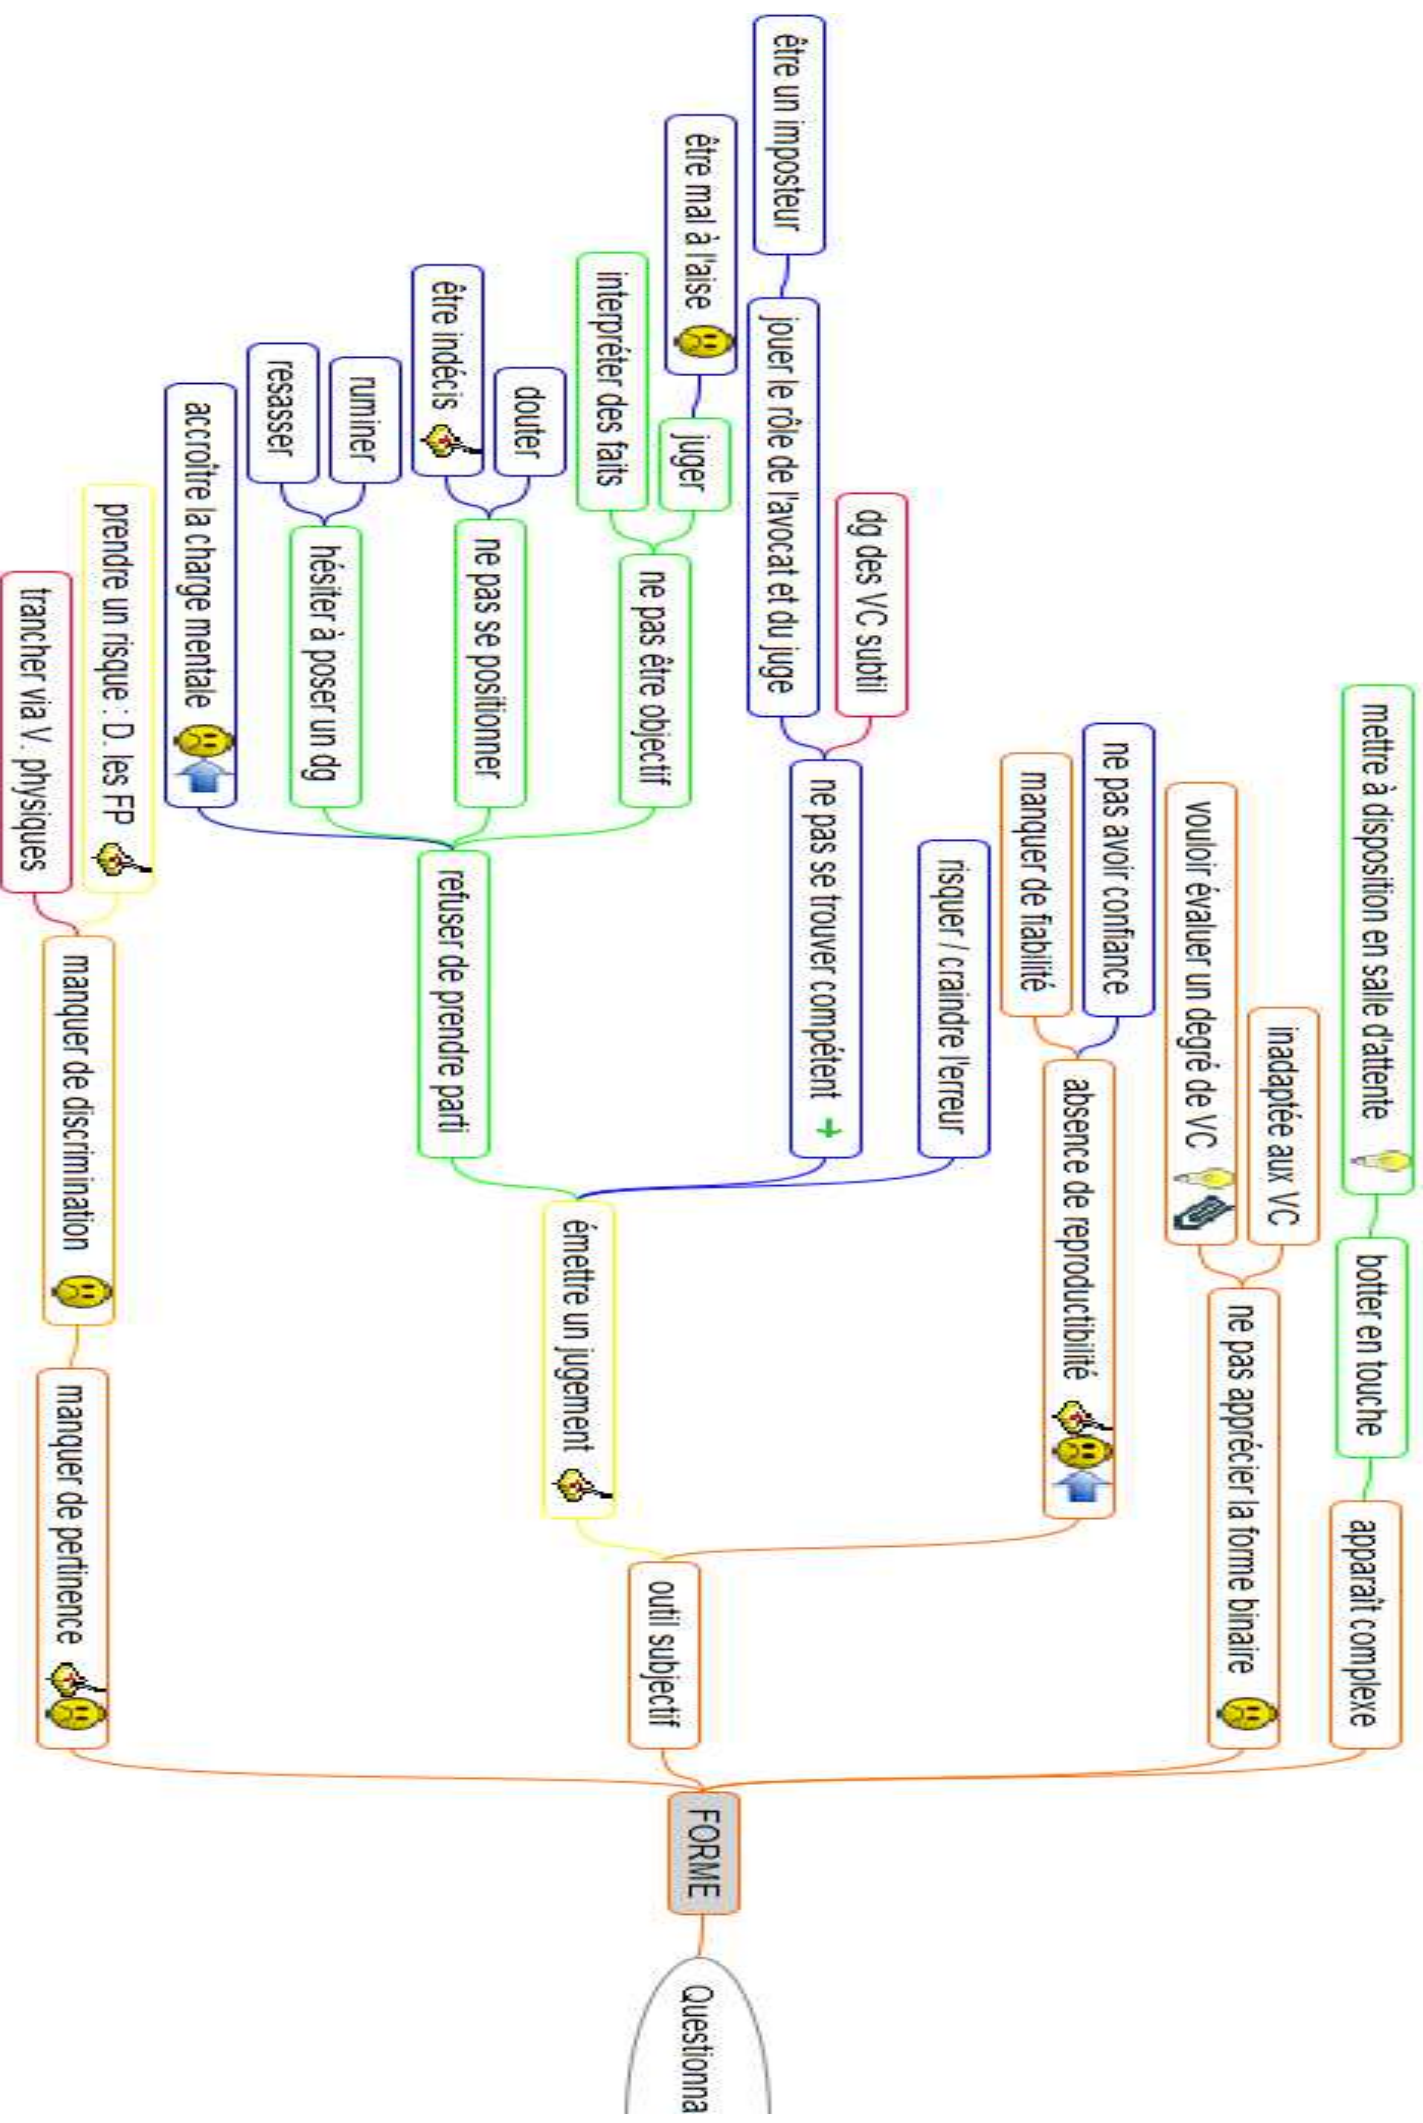 mettre à disposition en salle d'attente
botter en touche
apparaît complexe
inadaptée aux VC
vouloir évaluer un degré de VC
ne pas apprécier la forme binaire
ne pas avoir confiance
manquer de fiabilité
absence de reproductibilité
risquer / craindre l'erreur
dg des VC subtil
être un imposteur
jouer le rôle de l'avocat et du juge
ne pas se trouver compétent
émettre un jugement
outil subjectif
FORME
Questionna
être mal à l'aise
juger
interpréter des faits
ne pas être objectif
douter
être indécis
ne pas se positionner
refuser de prendre parti
ruminer
resasser
hésiter à poser un dg
accroître la charge mentale
prendre un risque : D. les FP
trancher via V. physiques
manquer de discrimination
manquer de pertinence